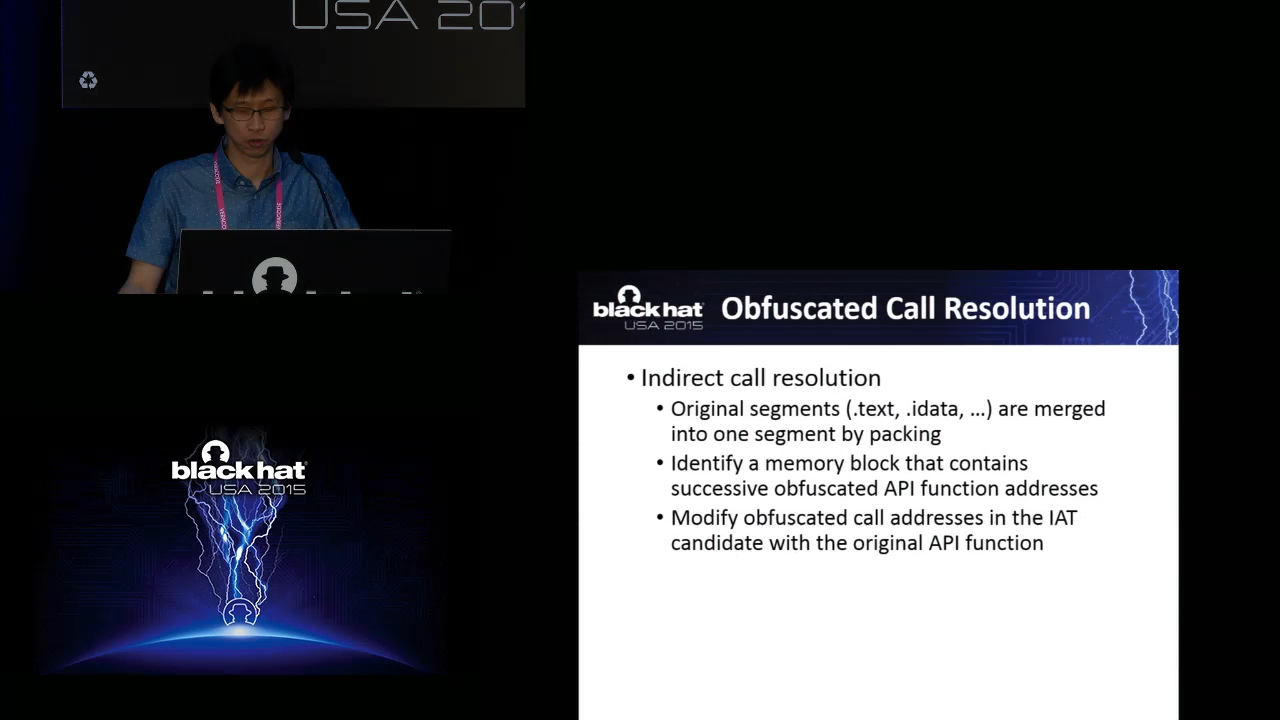 USA 20
black hat
USA 2015
black hat
USA 2015
Obfuscated Call Resolution
• Indirect call resolution
• Original segments (.text, .idata, ...) are merged
into one segment by packing
• Identify a memory block that contains
successive obfuscated API function addresses
• Modify obfuscated call addresses in the IAT
candidate with the original API function